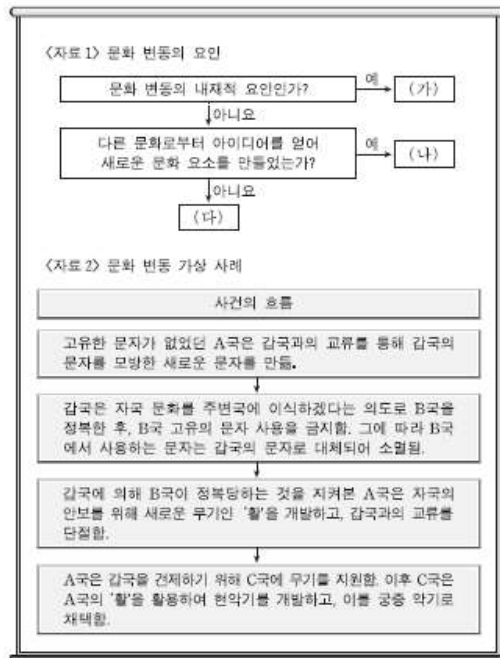 〈자료 1〉 문화 변동의 요인
문화 변동의 내재적 요인인가?
예
(가)
아니요
다른 문화로부터 아이디어를 얻어
새로운 문화 요소를 만들었는가?
예
(나)
아니요
(다)
〈자료 2〉 문화 변동 가상 사례
사건의 흐름
고유한 문자가 없었던 A국은 갑국과의 교류를 통해 갑국의
문자를 모방한 새로운 문자를 만듦.
갑국은 자국 문화를 주변국에 이식하겠다는 의도로 B국을
정복한 후, B국 고유의 문자 사용을 금지함. 그에 따라 B국
에서 사용하는 문자는 갑국의 문자로 대체되어 소멸됨.
갑국에 의해 B국이 정복당하는 것을 지켜본 A국은 자국의
안보를 위해 새로운 무기인 '활'을 개발하고, 갑국과의 교류를
단절함.
A국은 갑국을 견제하기 위해 C국에 무기를 지원함. 이후 C국은
A국의 '활'을 활용하여 현악기를 개발하고, 이를 궁중 악기로
채택함.